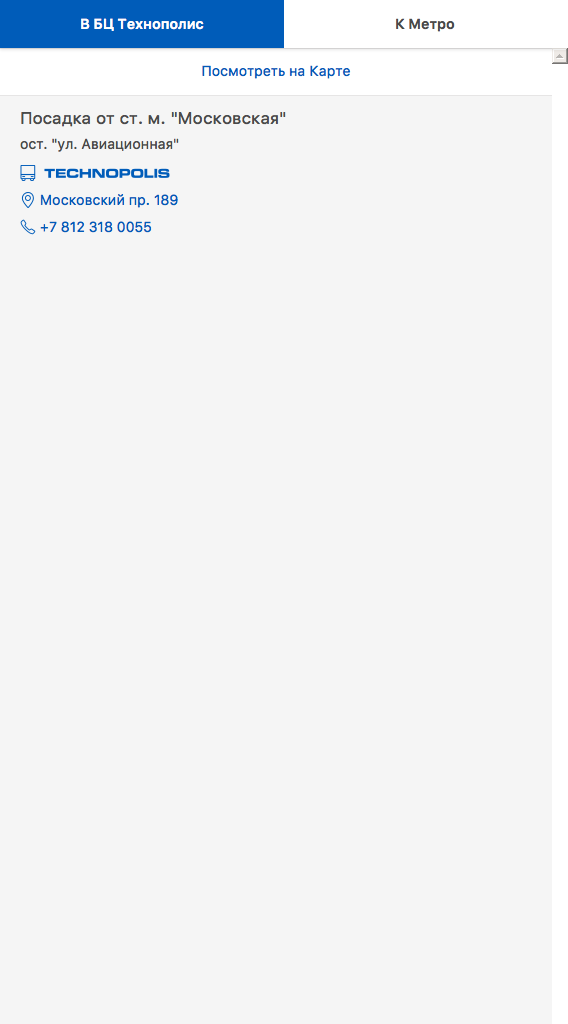 В БЦ Технополис
К Метро
Посмотреть на Карте
Посадка от ст. м. "Московская"
ост. "ул. Авиационная"
TECHNOPOLIS
Московский пр. 189
+7 812 318 0055